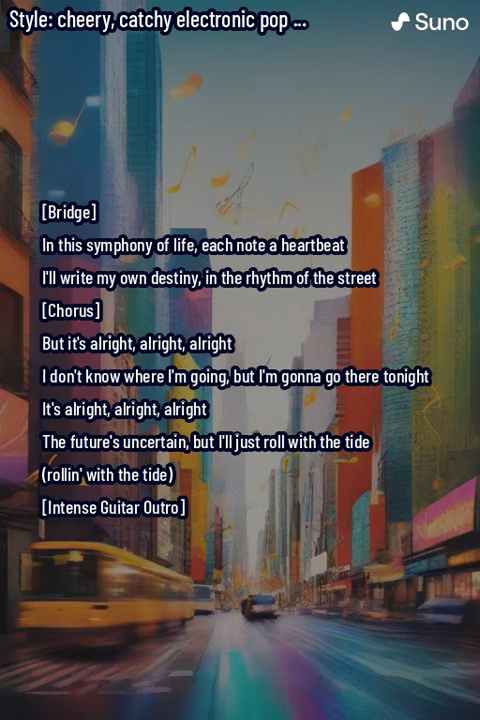 Style: cheery, catchy electronic pop ...
Suno
[Bridge]
In this symphony of life, each note a heartbeat
I'll write my own destiny, in the rhythm of the street
[Chorus]
But it's alright, alright, alright
I don't know where I'm going, but I'm gonna go there tonight
It's alright, alright, alright
The future's uncertain, but I'll just roll with the tide
(rollin' with the tide)
[Intense Guitar Outro]